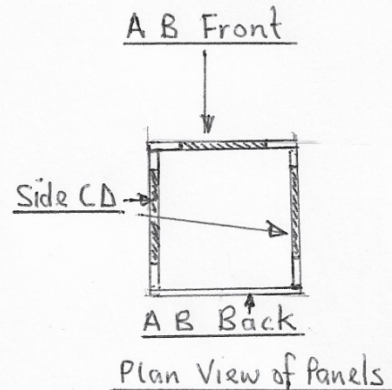 A B Front
Side CD
A B Back
Plan View of Panels